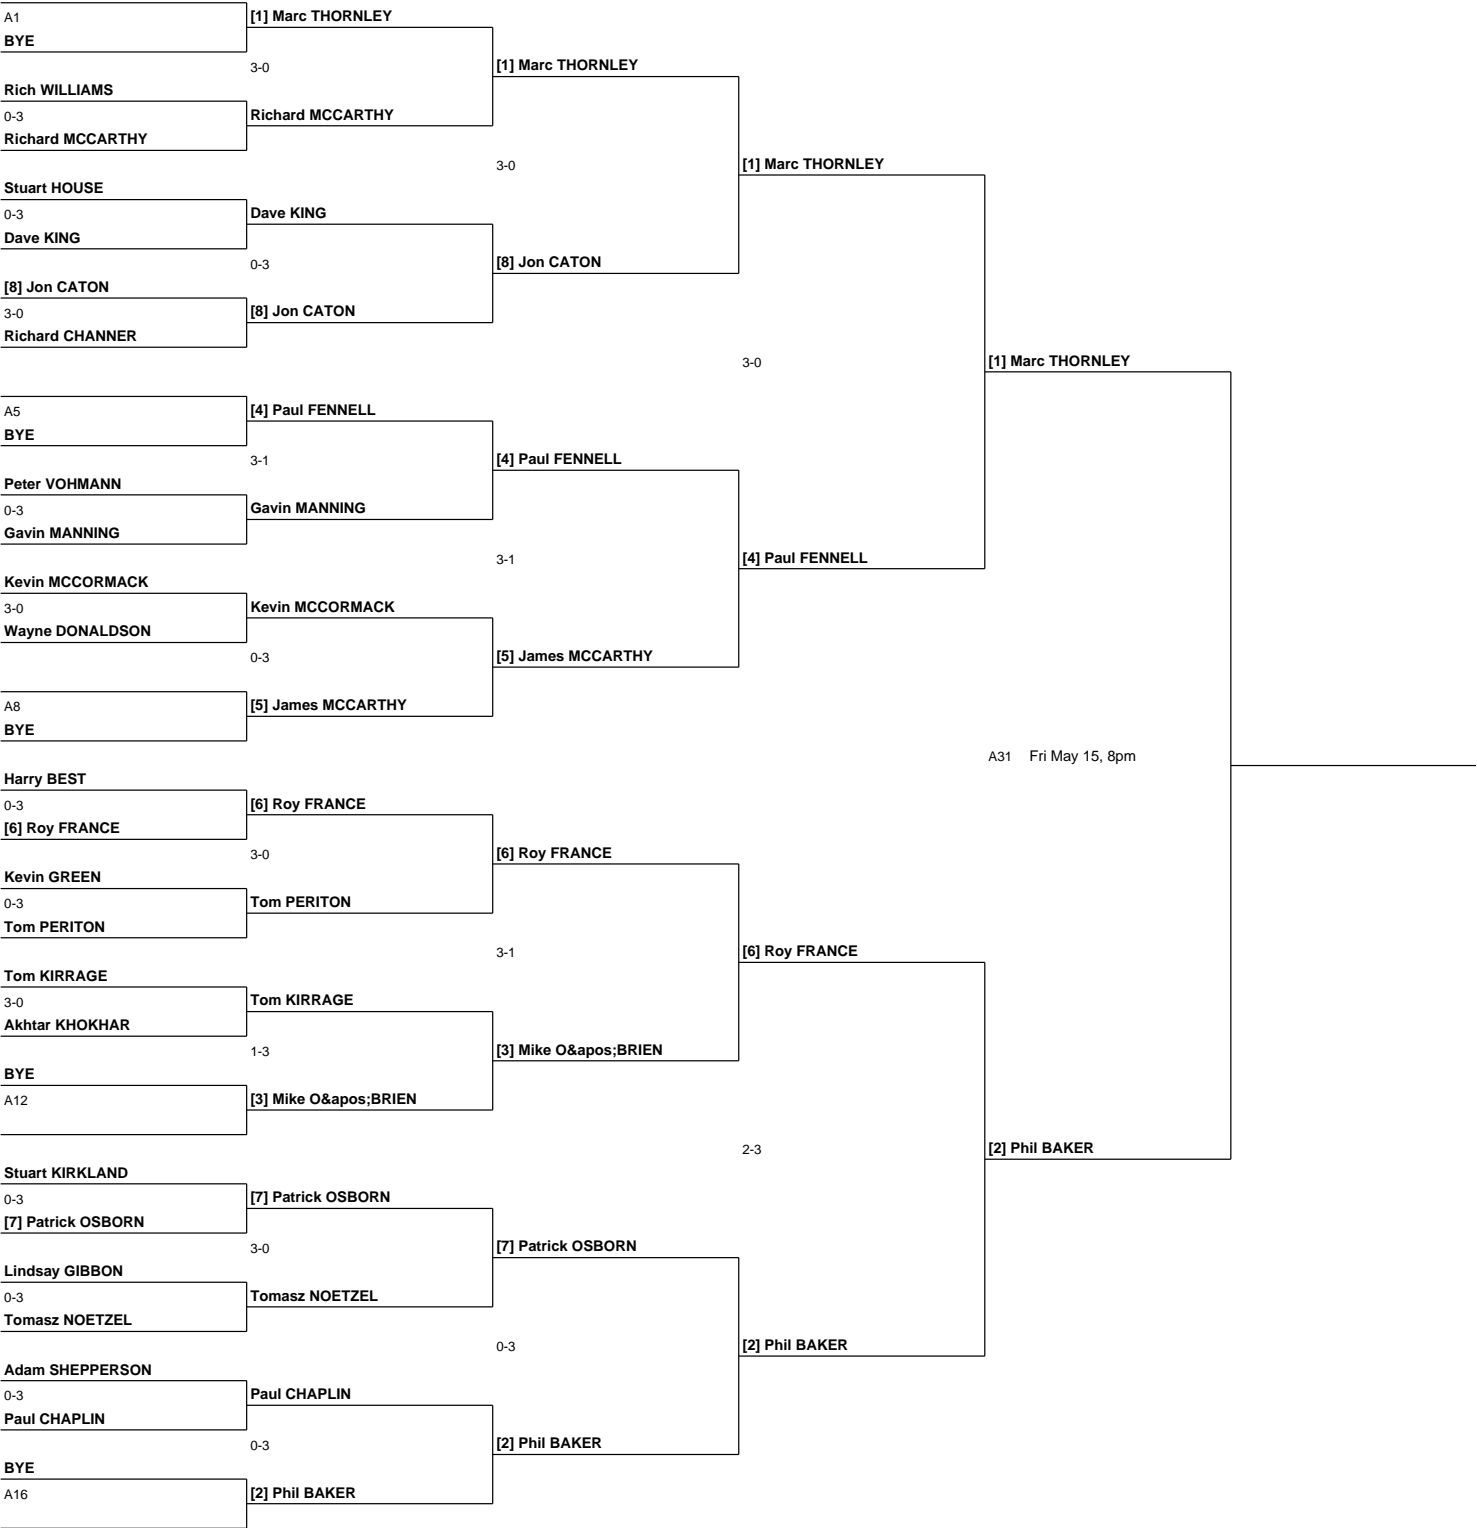 A1
BYE
[1] Marc THORNLEY
3-0
Rich WILLIAMS
0-3
Richard MCCARTHY
Richard MCCARTHY
[1] Marc THORNLEY
3-0
Stuart HOUSE
0-3
Dave KING
Dave KING
0-3
[8] Jon CATON
3-0
Richard CHANNER
[8] Jon CATON
[8] Jon CATON
[1] Marc THORNLEY
3-0
A5
BYE
[4] Paul FENNELL
3-1
Peter VOHMANN
0-3
Gavin MANNING
Gavin MANNING
[4] Paul FENNELL
3-1
Kevin MCCORMACK
3-0
Wayne DONALDSON
Kevin MCCORMACK
0-3
A8
BYE
[5] James MCCARTHY
[5] James MCCARTHY
[4] Paul FENNELL
[1] Marc THORNLEY
A31 Fri May 15, 8pm
Harry BEST
0-3
[6] Roy FRANCE
[6] Roy FRANCE
3-0
Kevin GREEN
0-3
Tom PERITON
Tom PERITON
[6] Roy FRANCE
3-1
Tom KIRRAGE
3-0
Akhtar KHOKHAR
Tom KIRRAGE
1-3
BYE
A12
[3] Mike O&apos;BRIEN
[3] Mike O&apos;BRIEN
[6] Roy FRANCE
2-3
Stuart KIRKLAND
0-3
[7] Patrick OSBORN
[7] Patrick OSBORN
3-0
Lindsay GIBBON
0-3
Tomasz NOETZEL
Tomasz NOETZEL
[7] Patrick OSBORN
0-3
Adam SHEPPERSON
0-3
Paul CHAPLIN
Paul CHAPLIN
0-3
BYE
A16
[2] Phil BAKER
[2] Phil BAKER
[2] Phil BAKER
[2] Phil BAKER